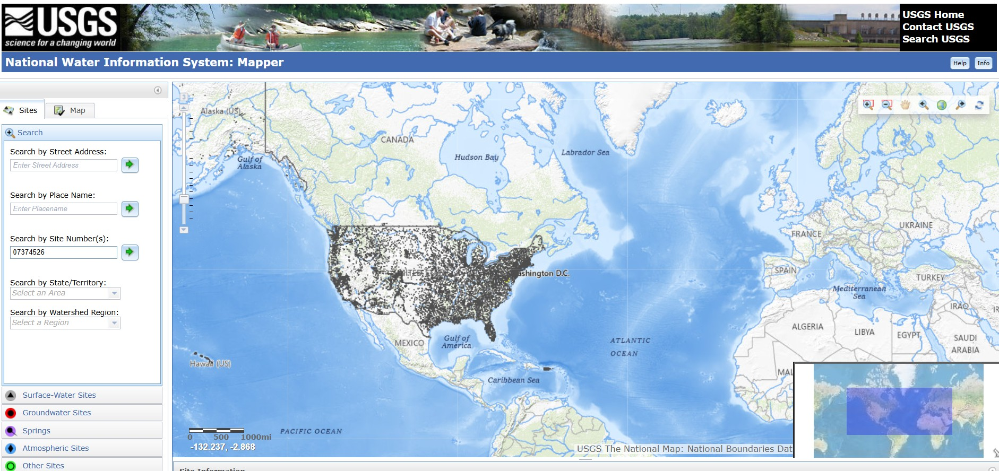 USGS
science for a changing world
USGS Home
Contact USGS
Search USGS
National Water Information System: Mapper
Help
Info
Sites
Map
Search
Search by Street Address:
Enter Street Address
Search by Place Name:
Enter Placename
Search by Site Number(s):
07374526
Search by State/Territory:
Select an Area
Search by Watershed Region:
Select a Region
Surface-Water Sites
Groundwater Sites
Springs
Atmospheric Sites
Other Sites
3
Alaska (US)
Gulf of
Alaska
CANADA
Hudson Bay
Labrador Sea
ashington D.C.
MEXICO
Gulf of
America
Hawaii (US)
Caribbean Sea
ATLANTIC
OCEAN
PACIFIC OCEAN
FRANCE
UKRAINE
SPAIN
TURKEY
Mediterranean
Sea
IRAQ
IR
ALGERIA
LIBYA
EGYPT
SAUDI
ARABIA
MAL
0 500 1000mi
-132.237, -2.868
USGS The National Map: National Boundaries Dat
Site Information